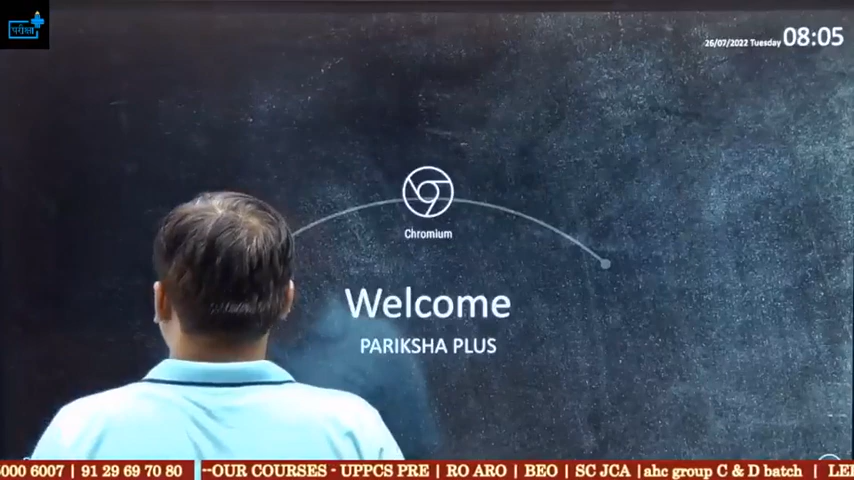 परीक्षा
26/07/2022 Tuesday 08:05
Chromium
Welcome
PARIKSHA PLUS
000 6007 | 91 29 69 70 80 --OUR COURSES - UPPCS PRE | RO ARO | BEO | SC JCA | ahc group C & D batch | LE